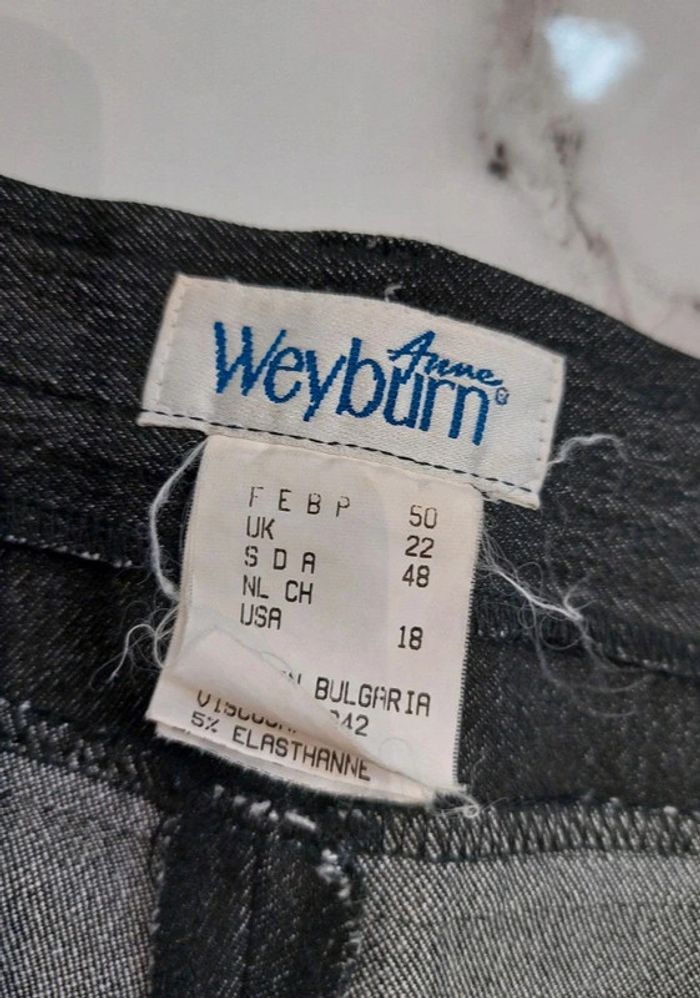 Anne
Weyburn®
F E B P 50
UK 22
S D A 48
NL CH
USA 18
BULGARIA
42
5% ELASTHANNE